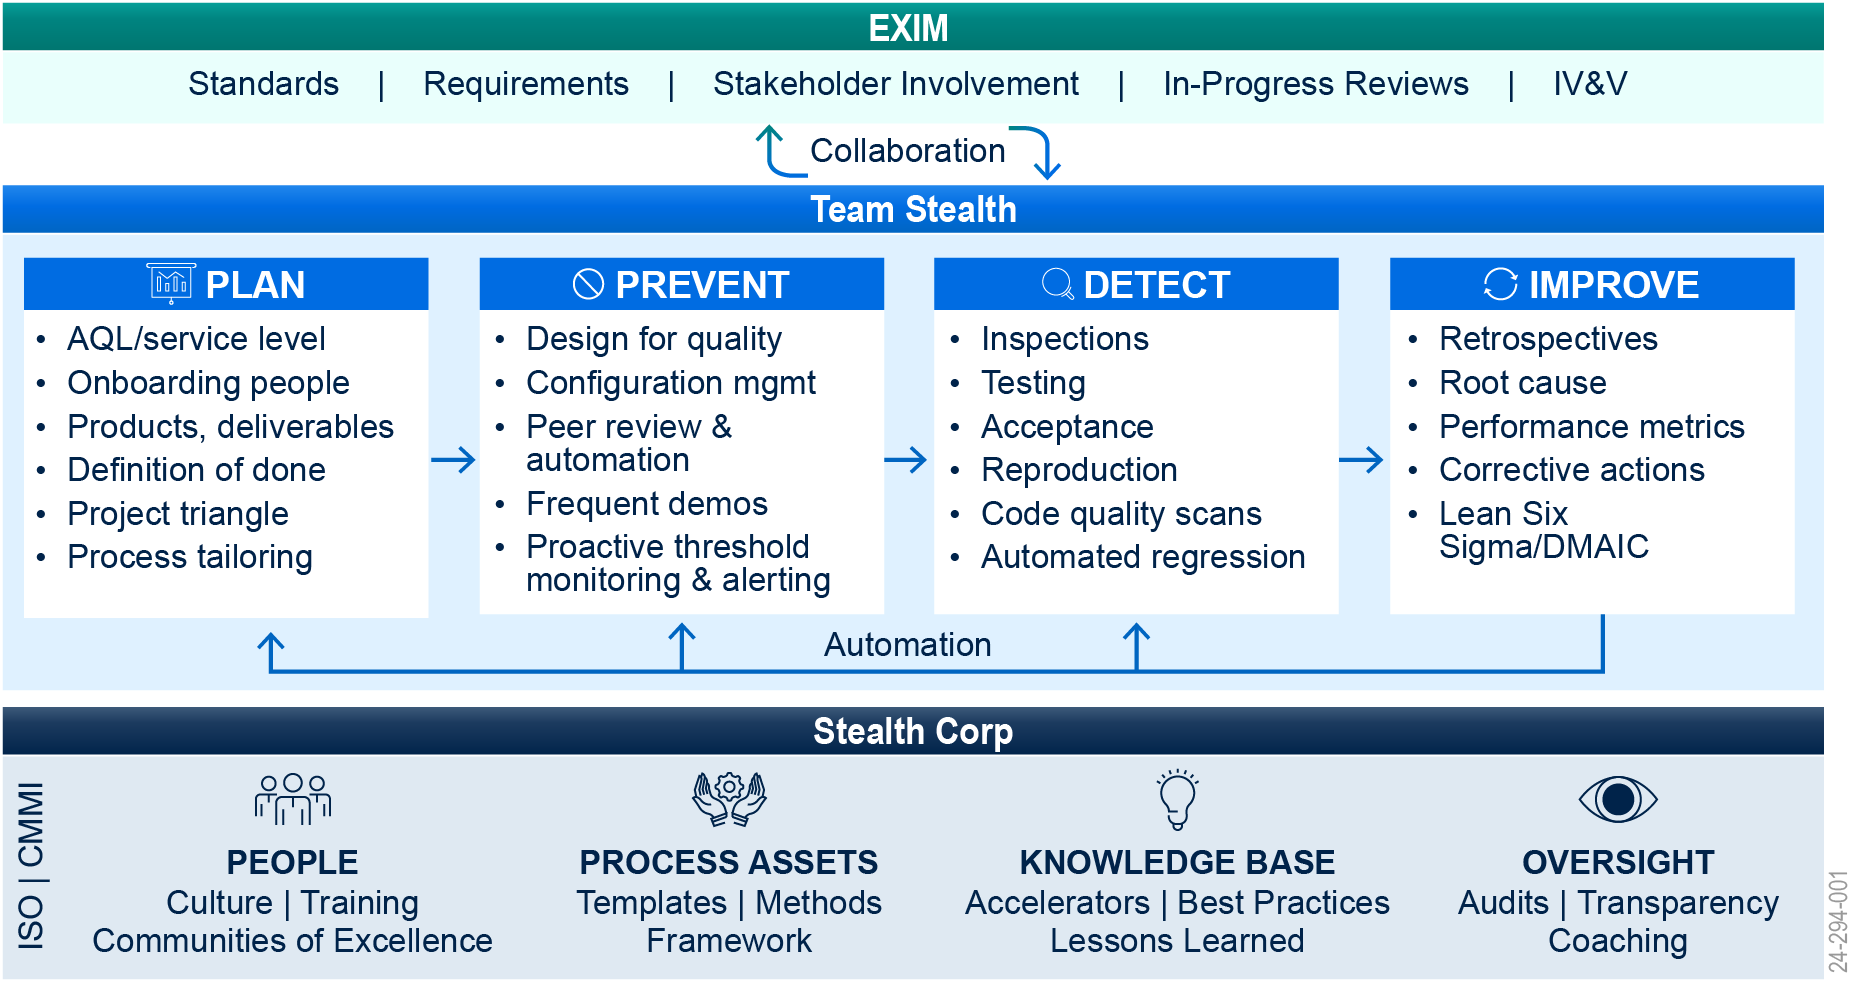 EXIM
Standards | Requirements | Stakeholder Involvement | In-Progress Reviews | IV&V
Collaboration
Team Stealth
PLAN
• AQL/service level
• Onboarding people
• Products, deliverables
• Definition of done
• Project triangle
• Process tailoring
PREVENT
• Design for quality
• Configuration mgmt
• Peer review &
automation
• Frequent demos
• Proactive threshold
monitoring & alerting
DETECT
• Inspections
• Testing
• Acceptance
• Reproduction
• Code quality scans
• Automated regression
IMPROVE
• Retrospectives
• Root cause
• Performance metrics
• Corrective actions
• Lean Six
Sigma/DMAIC
Automation
Stealth Corp
ISO | CMMI
PEOPLE
Culture | Training
Communities of Excellence
PROCESS ASSETS
Templates | Methods
Framework
KNOWLEDGE BASE
Accelerators | Best Practices
Lessons Learned
OVERSIGHT
Audits | Transparency
Coaching
24-294-001